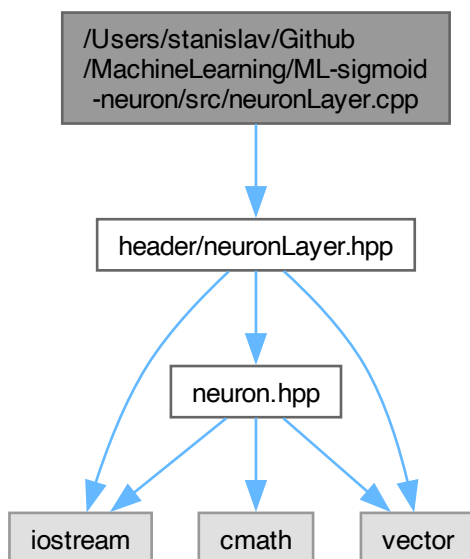 /Users/stanislav/Github
/MachineLearning/ML-sigmoid
-neuron/src/neuronLayer.cpp
header/neuronLayer.hpp
neuron.hpp
iostream
cmath
vector